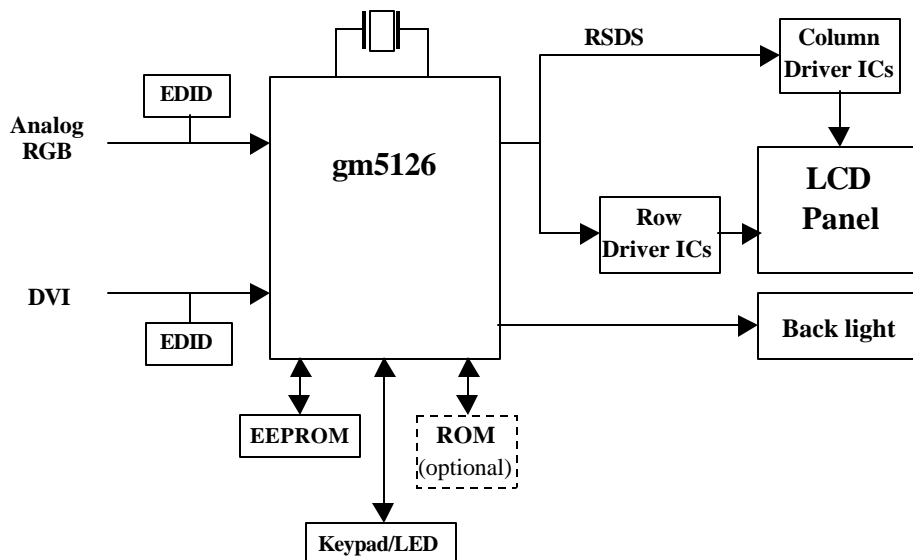 RSDS
Column
Driver ICs
EDID
Analog
RGB
gm5126
LCD
Panel
Row
Driver ICs
DVI
EDID
Back light
EEPROM
ROM
(optional)
Keypad/LED